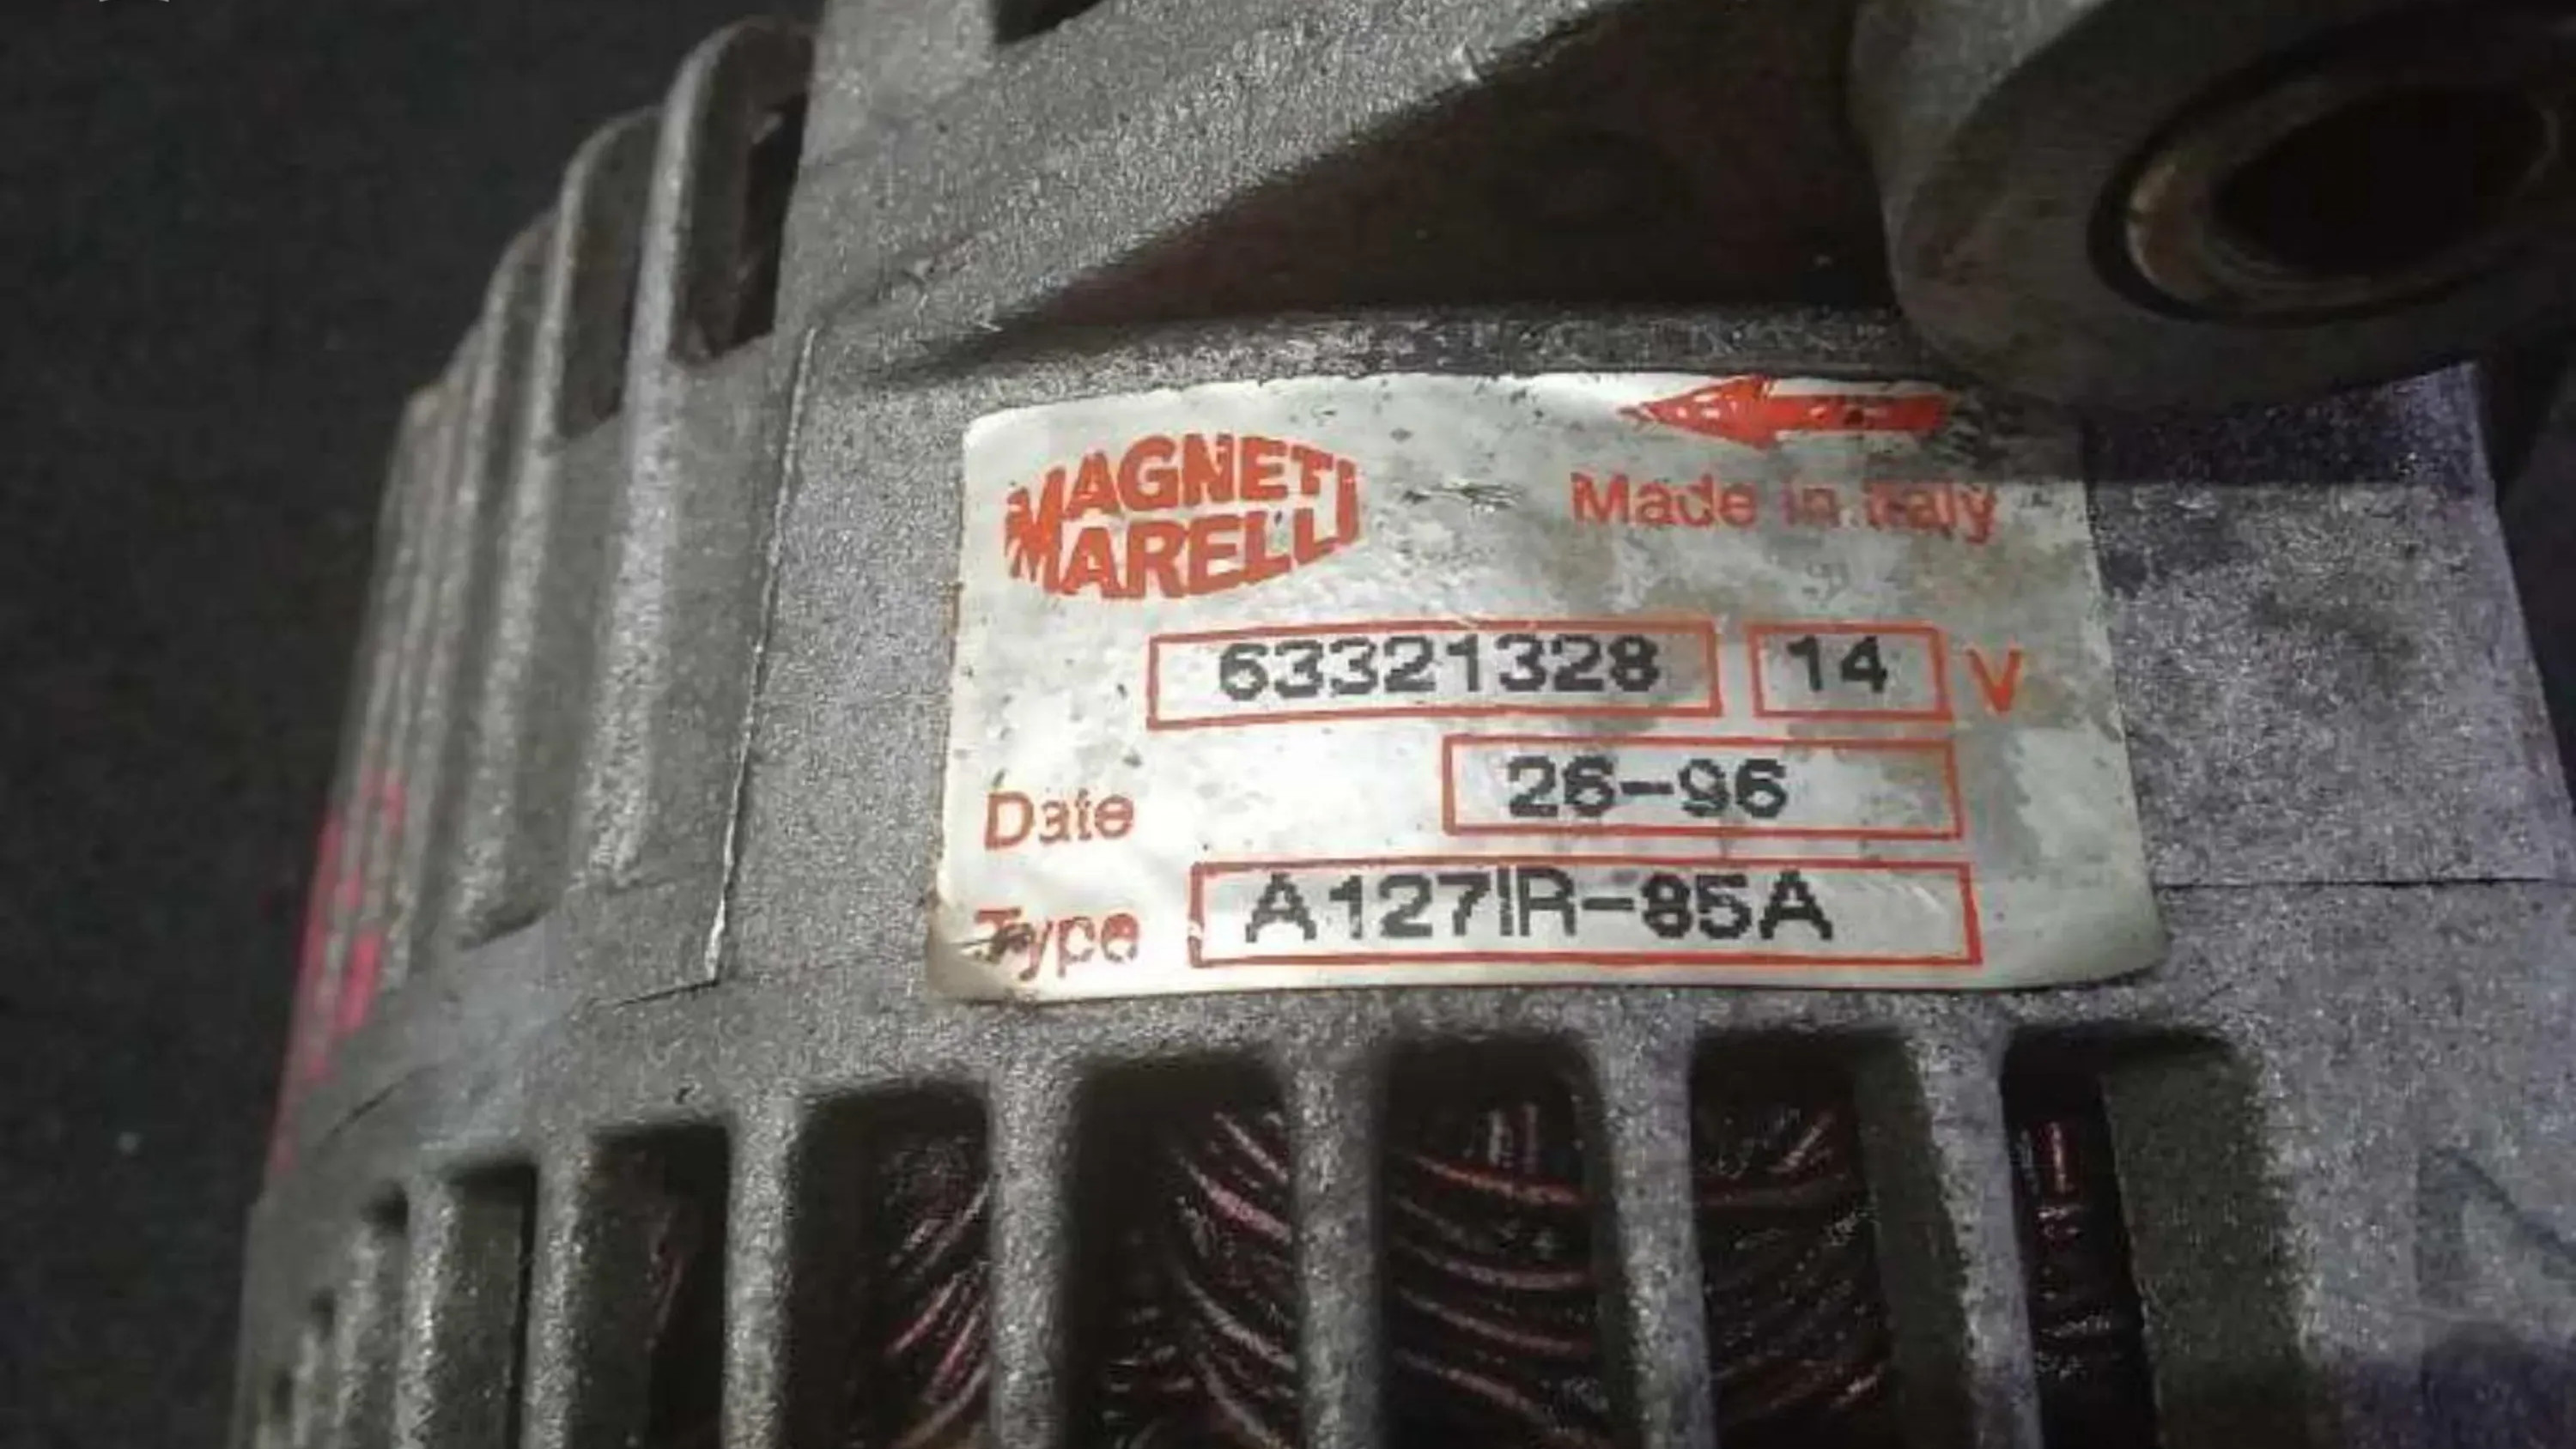 MAGNETI
MARELLI
Made in Italy
63321328 14 V
Date 26-96
Type A127IR-85A